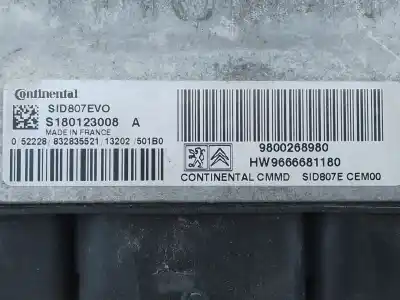 Continental
SID807EVO
S180123008 A
MADE IN FRANCE
0 52228/832835521/13202/501B0
9800268980
HW9666681180
CONTINENTAL CMMD SID807E CEM00